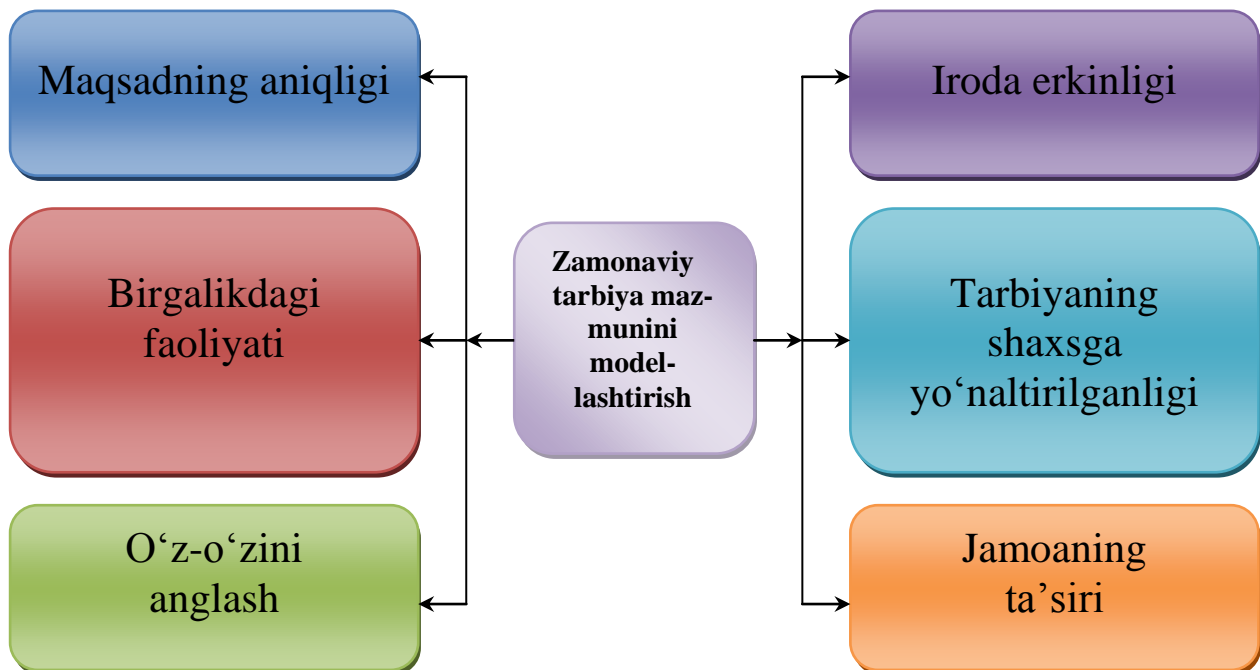 Maqsadning aniqligi
Birgalikdagi
faoliyati
O‘z-o‘zini
anglash
Zamonaviy
tarbiya maz-
munini
model-
lashtirish
Iroda erkinligi
Tarbiyaning
shaxsga
yo‘naltirilganligi
Jamoaning
ta’siri